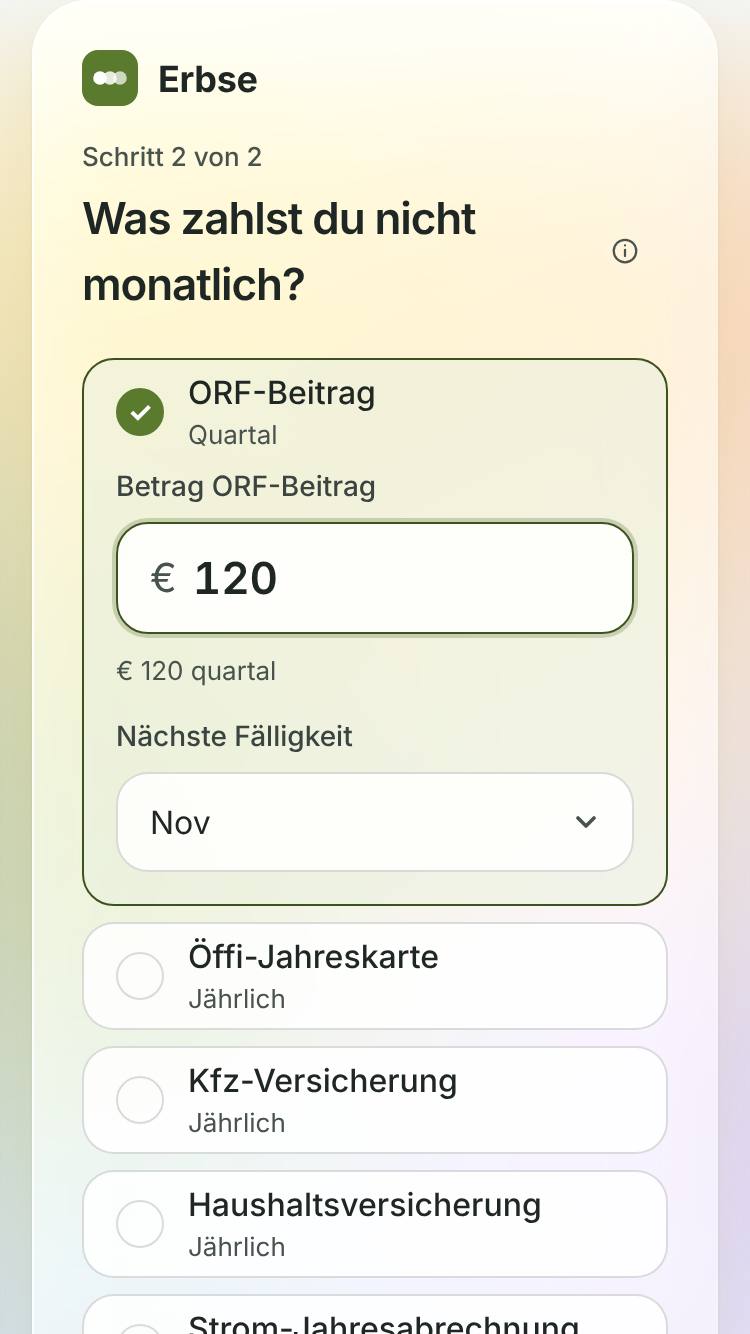 Erbse
Schritt 2 von 2
Was zahlst du nicht
monatlich?
ORF-Beitrag
Quartal
Betrag ORF-Beitrag
€ 120
€ 120 quartal
Nächste Fälligkeit
Nov
Öffi-Jahreskarte
Jährlich
Kfz-Versicherung
Jährlich
Haushaltsversicherung
Jährlich
Strom-Jahresabrechnung